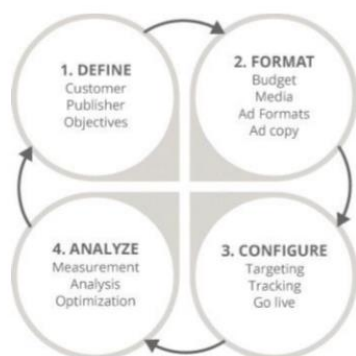 1. DEFINE
Customer
Publisher
Objectives
2. FORMAT
Budget
Media
Ad Formats
Ad copy
3. CONFIGURE
Targeting
Tracking
Go live
4. ANALYZE
Measurement
Analysis
Optimization